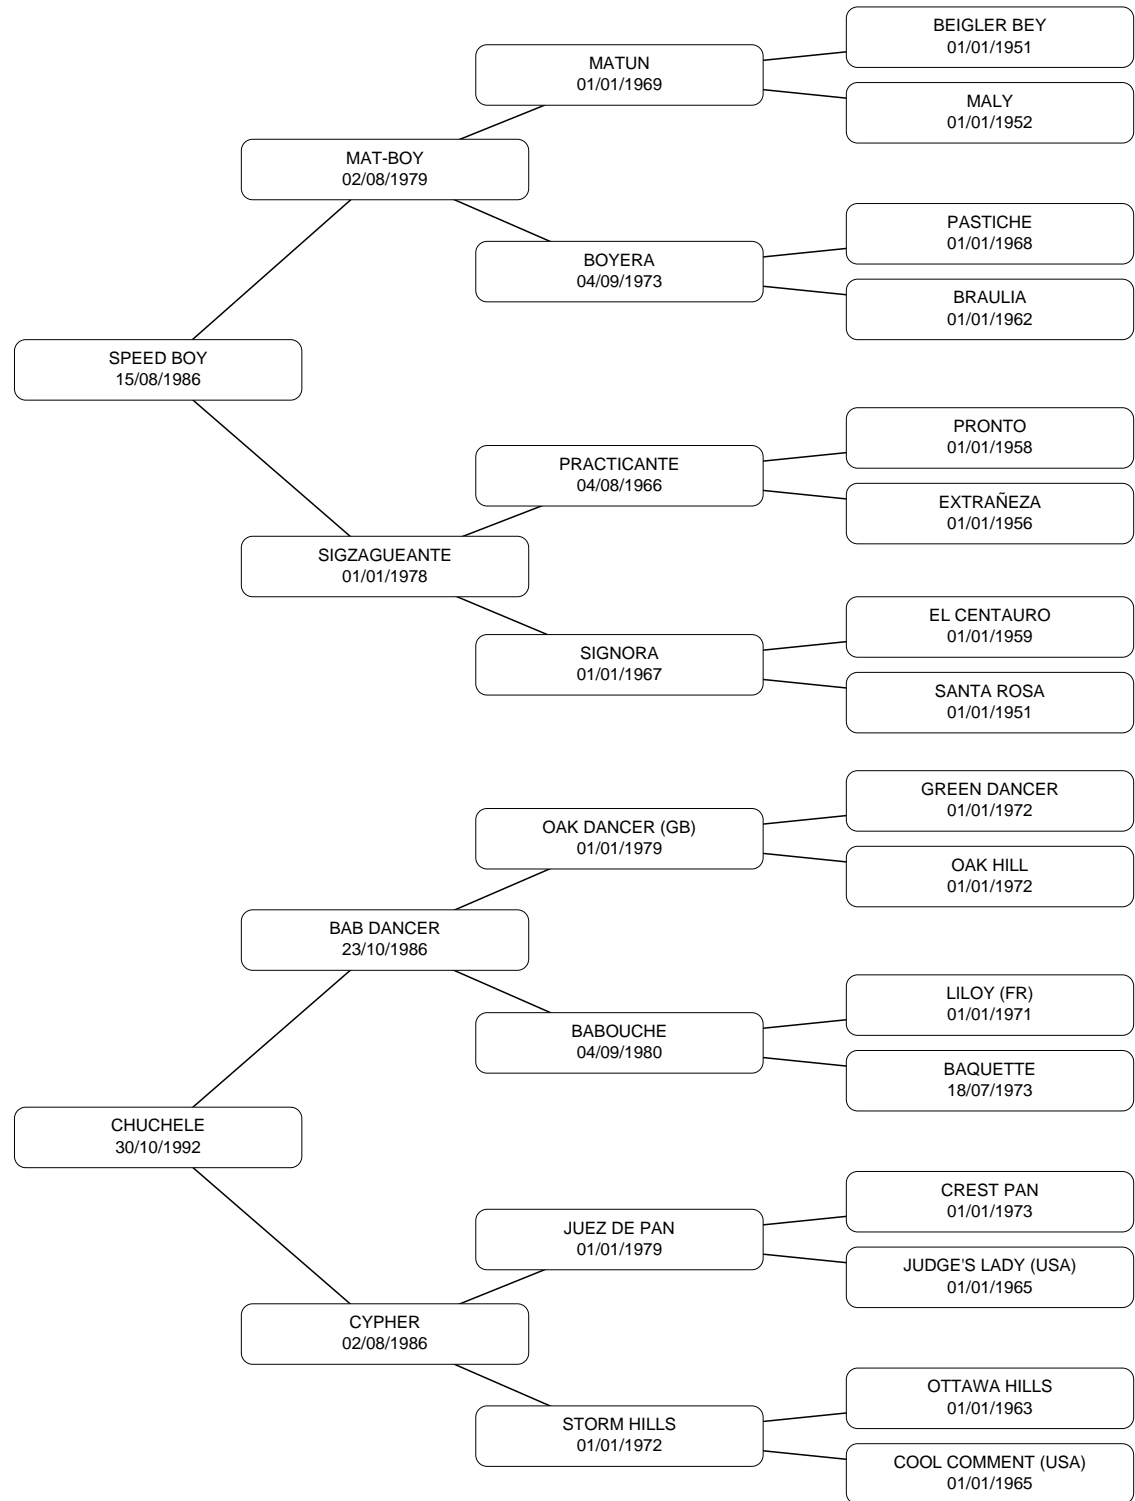 BEIGLER BEY
01/01/1951
MATUN
01/01/1969
MALY
01/01/1952
MAT-BOY
02/08/1979
PASTICHE
01/01/1968
BOYERA
04/09/1973
BRAULIA
01/01/1962
SPEED BOY
15/08/1986
PRONTO
01/01/1958
PRACTICANTE
04/08/1966
EXTRAÑEZA
01/01/1956
SIGZAGUEANTE
01/01/1978
EL CENTAURO
01/01/1959
SIGNORA
01/01/1967
SANTA ROSA
01/01/1951
GREEN DANCER
01/01/1972
OAK DANCER (GB)
01/01/1979
OAK HILL
01/01/1972
BAB DANCER
23/10/1986
LILOY (FR)
01/01/1971
BABOUCHE
04/09/1980
BAQUETTE
18/07/1973
CHUCHELE
30/10/1992
CREST PAN
01/01/1973
JUEZ DE PAN
01/01/1979
JUDGE'S LADY (USA)
01/01/1965
CYPHER
02/08/1986
OTTAWA HILLS
01/01/1963
STORM HILLS
01/01/1972
COOL COMMENT (USA)
01/01/1965